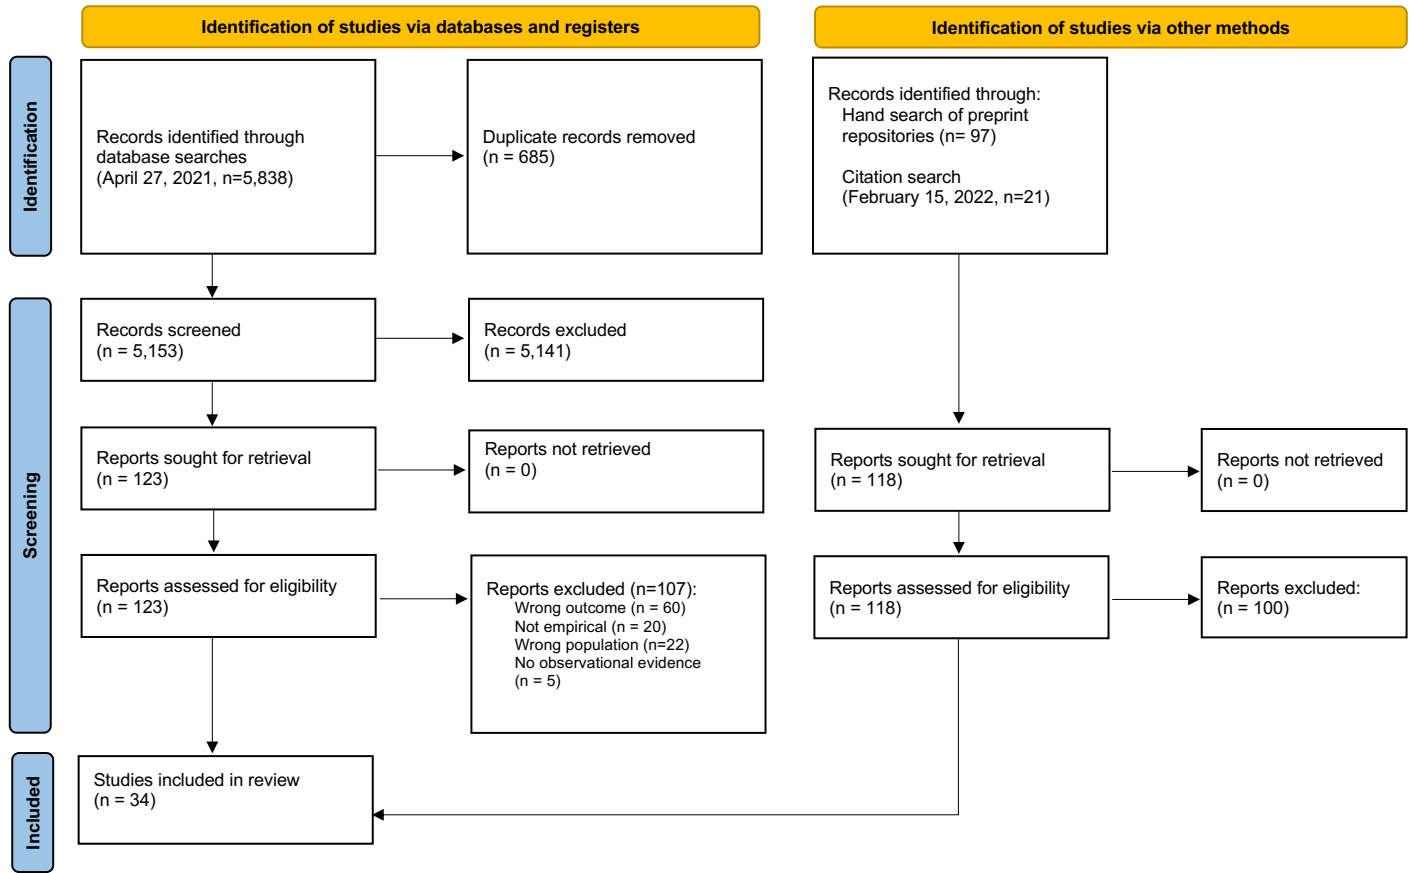 Identification of studies via databases and registers
Identification of studies via other methods
Identification
Records identified through
database searches
(April 27, 2021, n=5,838)
Duplicate records removed
(n = 685)
Records identified through:
Hand search of preprint
repositories (n= 97)
Citation search
(February 15, 2022, n=21)
Screening
Records screened
(n = 5,153)
Records excluded
(n = 5,141)
Reports sought for retrieval
(n = 123)
Reports not retrieved
(n = 0)
Reports sought for retrieval
(n = 118)
Reports not retrieved
(n = 0)
Reports assessed for eligibility
(n = 123)
Reports excluded (n=107):
Wrong outcome (n = 60)
Not empirical (n = 20)
Wrong population (n=22)
No observational evidence
(n = 5)
Reports assessed for eligibility
(n = 118)
Reports excluded:
(n = 100)
Included
Studies included in review
(n = 34)